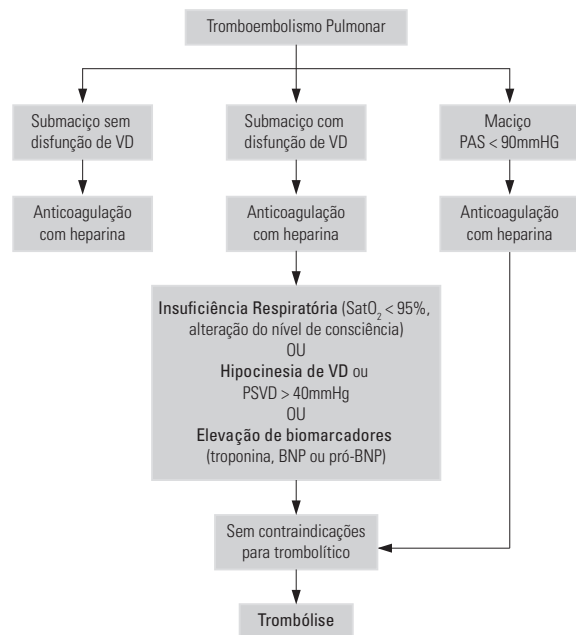 Tromboembolismo Pulmonar
Submaciço sem
disfunção de VD
Submaciço com
disfunção de VD
Maciço
PAS < 90mmHG
Anticoagulação
com heparina
Anticoagulação
com heparina
Anticoagulação
com heparina
Insuficiência Respiratória (SatO₂ < 95%,
alteração do nível de consciência)
OU
Hipocinesia de VD ou
PSVD > 40mmHg
OU
Elevação de biomarcadores
(troponina, BNP ou pró-BNP)
Sem contraindicações
para trombolítico
Trombólise